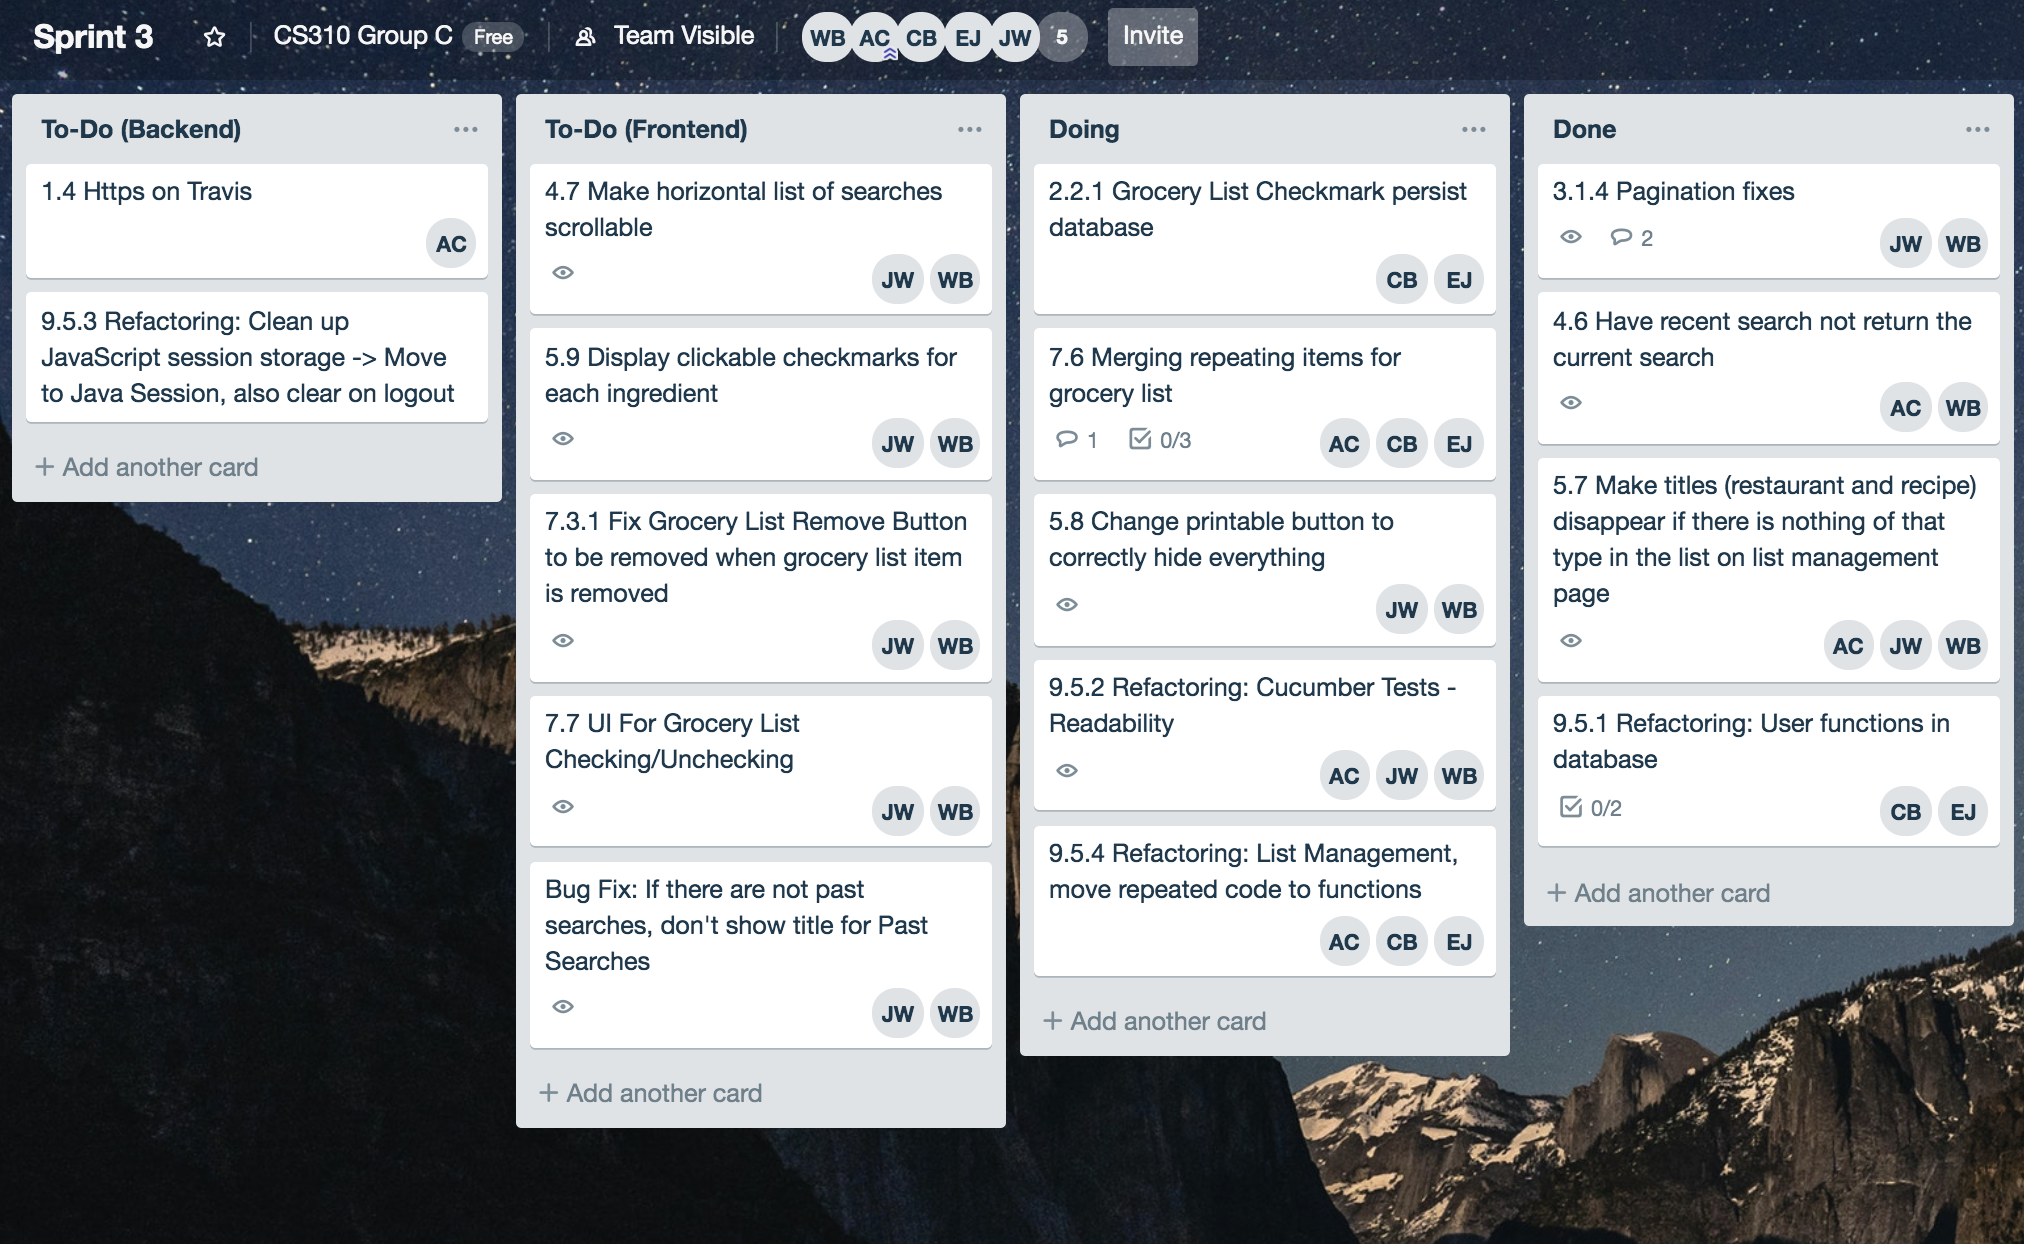 Sprint 3
CS310 Group C Free
Team Visible
WB AC CB EJ JW 5
Invite
To-Do (Backend)
1.4 Https on Travis
AC
9.5.3 Refactoring: Clean up
JavaScript session storage -> Move
to Java Session, also clear on logout
+ Add another card
To-Do (Frontend)
4.7 Make horizontal list of searches
scrollable
JW WB
5.9 Display clickable checkmarks for
each ingredient
JW WB
7.3.1 Fix Grocery List Remove Button
to be removed when grocery list item
is removed
JW WB
7.7 UI For Grocery List
Checking/Unchecking
JW WB
Bug Fix: If there are not past
searches, don't show title for Past
Searches
JW WB
+ Add another card
Doing
2.2.1 Grocery List Checkmark persist
database
CB EJ
7.6 Merging repeating items for
grocery list
1 0/3 AC CB EJ
5.8 Change printable button to
correctly hide everything
JW WB
9.5.2 Refactoring: Cucumber Tests -
Readability
AC JW WB
9.5.4 Refactoring: List Management,
move repeated code to functions
AC CB EJ
+ Add another card
Done
3.1.4 Pagination fixes
2 JW WB
4.6 Have recent search not return the
current search
AC WB
5.7 Make titles (restaurant and recipe)
disappear if there is nothing of that
type in the list on list management
page
AC JW WB
9.5.1 Refactoring: User functions in
database
0/2 CB EJ
+ Add another card